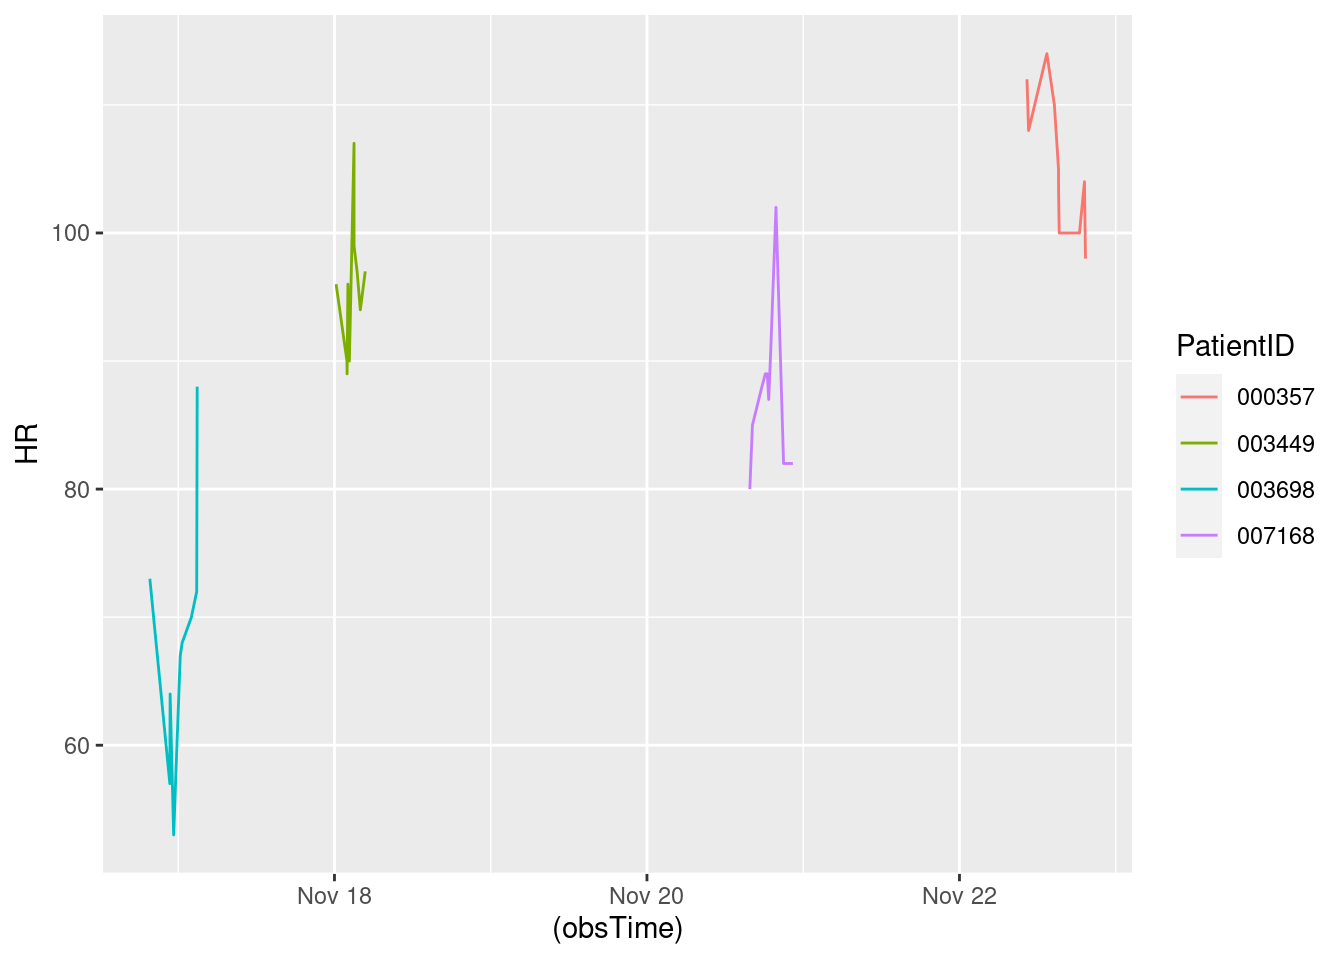 HR
100
80
60
Nov 18
Nov 20
Nov 22
(obsTime)
PatientID
000357
003449
003698
007168